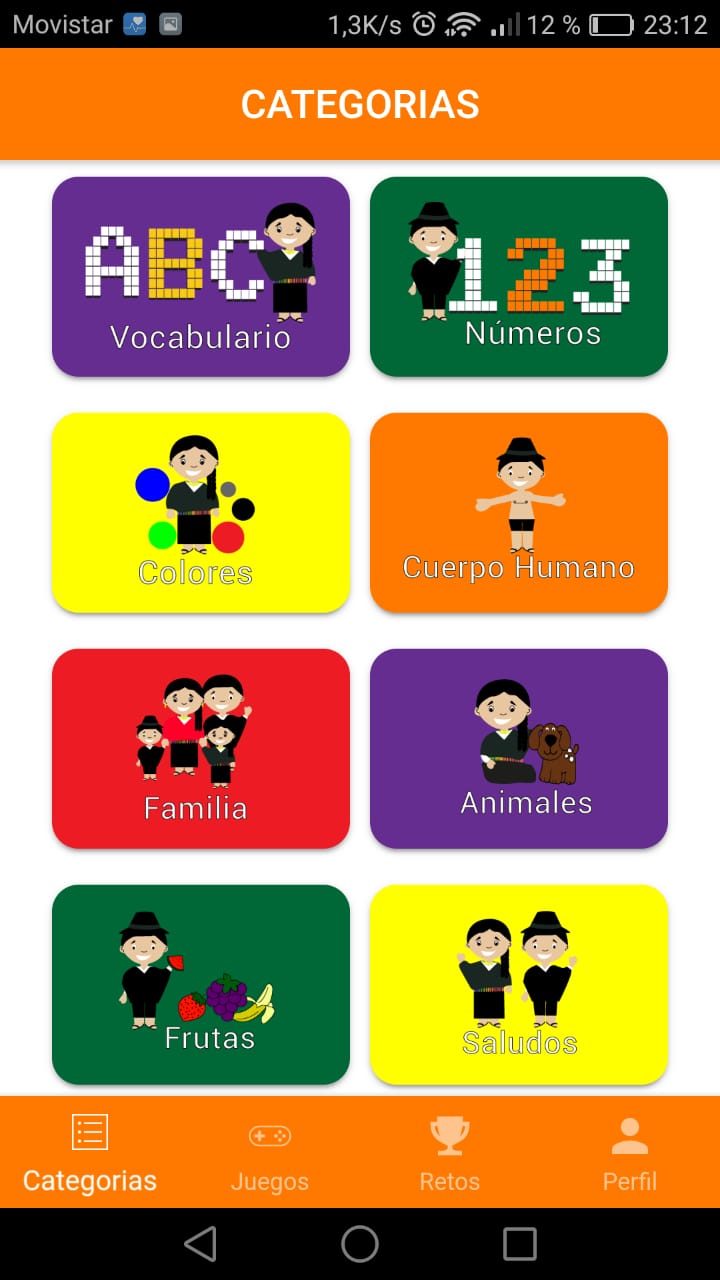 Movistar 1,3K/s 12 % 23:12
CATEGORIAS
ABC
Vocabulario
123
Números
Colores
Cuerpo Humano
Familia
Animales
Frutas
Saludos
Categorias Juegos Retos Perfil